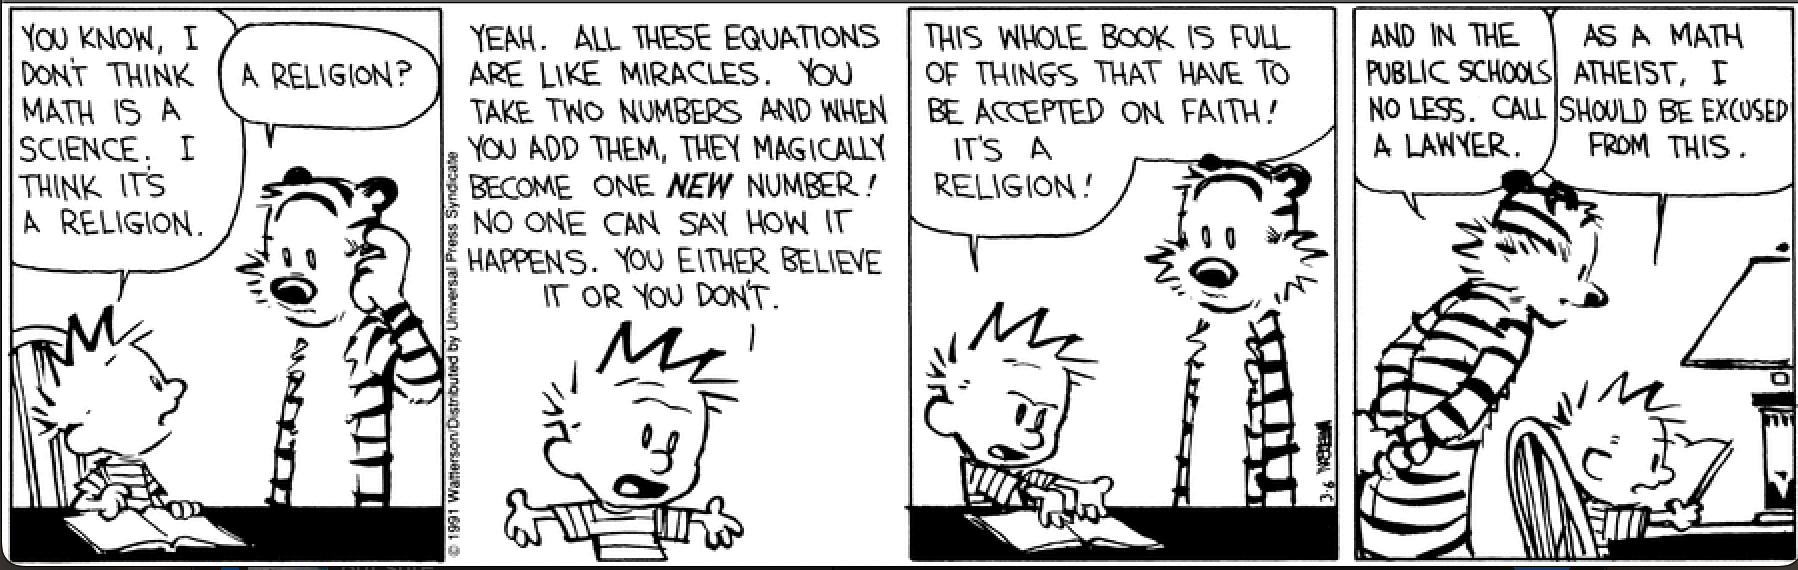 YOU KNOW, I
DON'T THINK
MATH IS A
SCIENCE. I
THINK IT'S
A RELIGION.
A RELIGION?
YEAH. ALL THESE EQUATIONS
ARE LIKE MIRACLES. YOU
TAKE TWO NUMBERS AND WHEN
YOU ADD THEM, THEY MAGICALLY
BECOME ONE NEW NUMBER!
NO ONE CAN SAY HOW IT
HAPPENS. YOU EITHER BELIEVE
IT OR YOU DON'T.
© 1991 Watterson/Distributed by Universal Press Syndicate
THIS WHOLE BOOK IS FULL
OF THINGS THAT HAVE TO
BE ACCEPTED ON FAITH!
IT'S A
RELIGION!
WATTERSON 3-6
AND IN THE
PUBLIC SCHOOLS
NO LESS. CALL
A LAWYER.
AS A MATH
ATHEIST, I
SHOULD BE EXCUSED
FROM THIS.